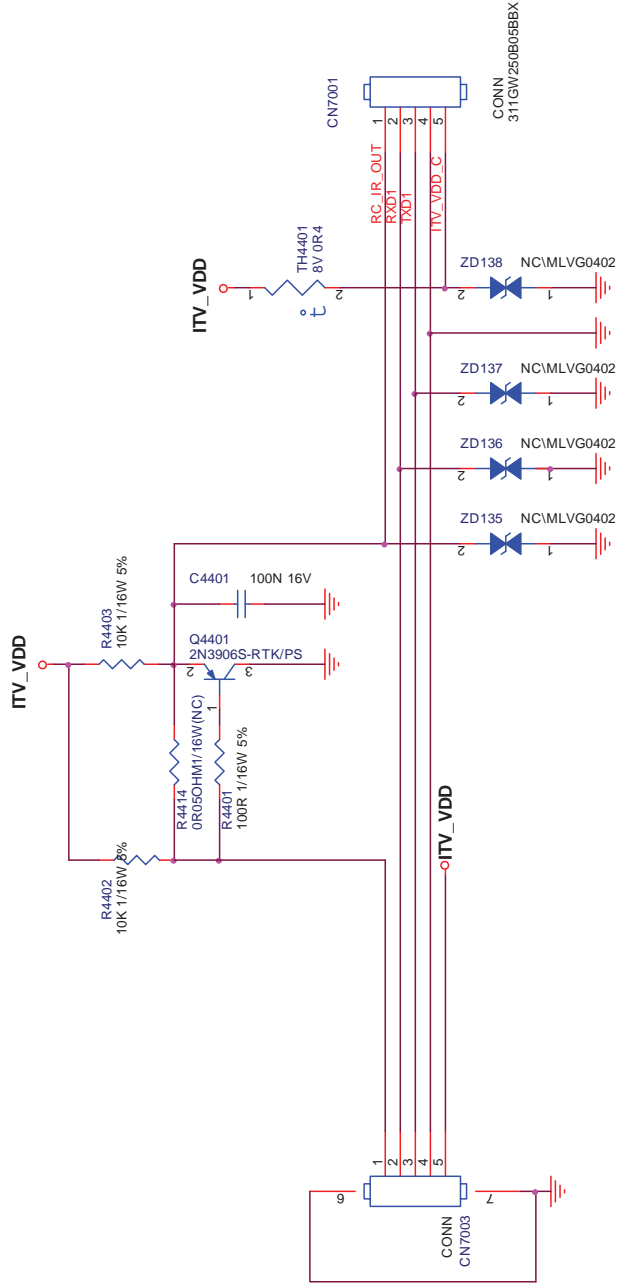 ITV_VDD
R4403
10K 1/16W 5%
R4402
10K 1/16W 5%
R4414
0R05OHM1/16W(NC)
R4401
100R 1/16W 5%
Q4401
2N3906S-RTK/PS
1
2
3
C4401
100N 16V
ITV_VDD
TH4401
8V 0R4
1
2
t
CN7001
1
2
3
4
5
RC_IR_OUT
RXD1
TXD1
ITV_VDD_C
CONN
311GW250B05BBX
ZD138
NC\MLVG0402
2
1
ZD137
NC\MLVG0402
2
1
ZD136
NC\MLVG0402
2
1
ZD135
NC\MLVG0402
2
1
ITV_VDD
1
2
3
4
5
6
7
CONN
CN7003